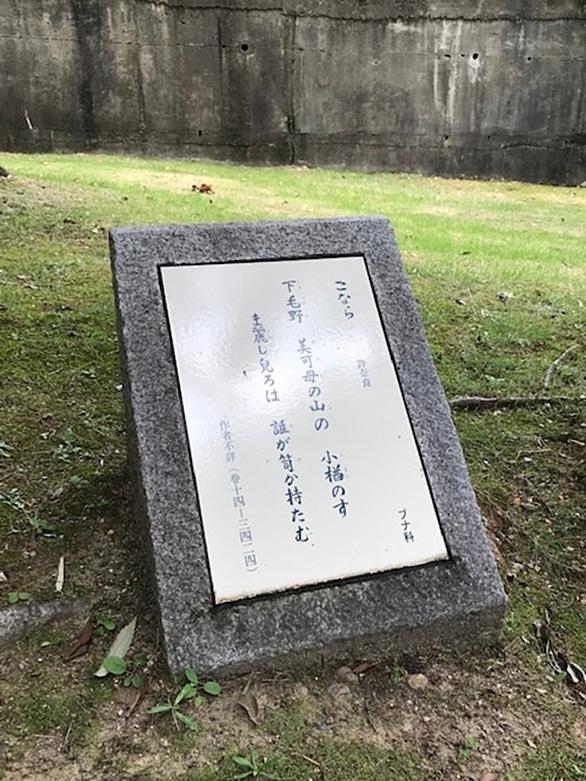 こなら 許奈良 ブナ科
下毛野 美可母の山の 小楢のす
ま麗し兒ろは 誰が笥か持たむ
作者不詳（巻十四ー三四二四）